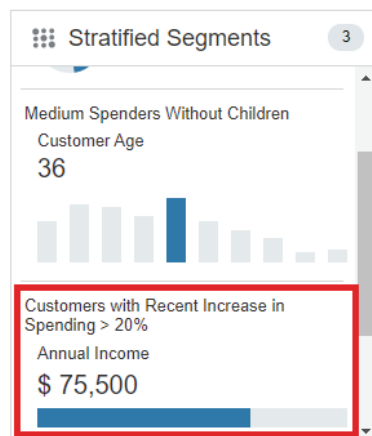 Stratified Segments 3
Medium Spenders Without Children
Customer Age
36
Customers with Recent Increase in
Spending > 20%
Annual Income
$ 75,500